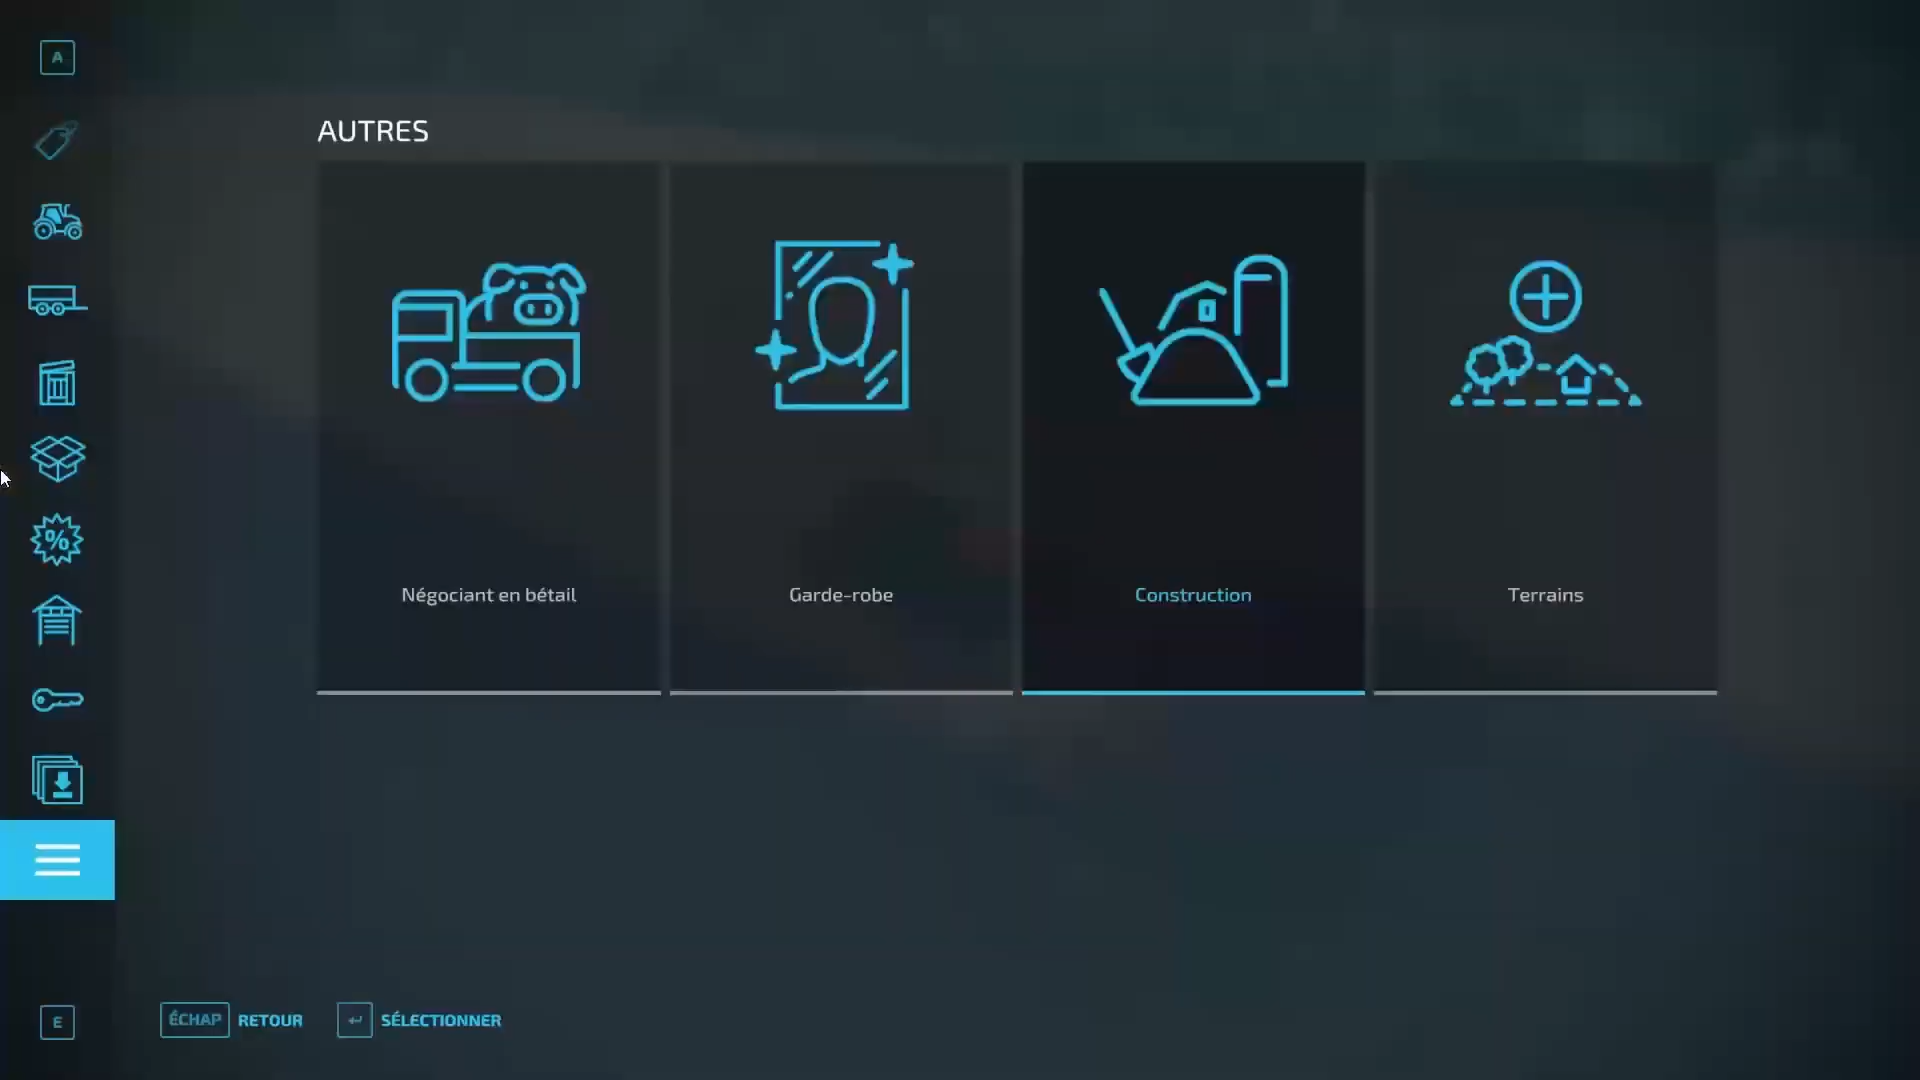 A
AUTRES
Négociant en bétail
Garde-robe
Construction
Terrains
%
E
ÉCHAP RETOUR
SÉLECTIONNER